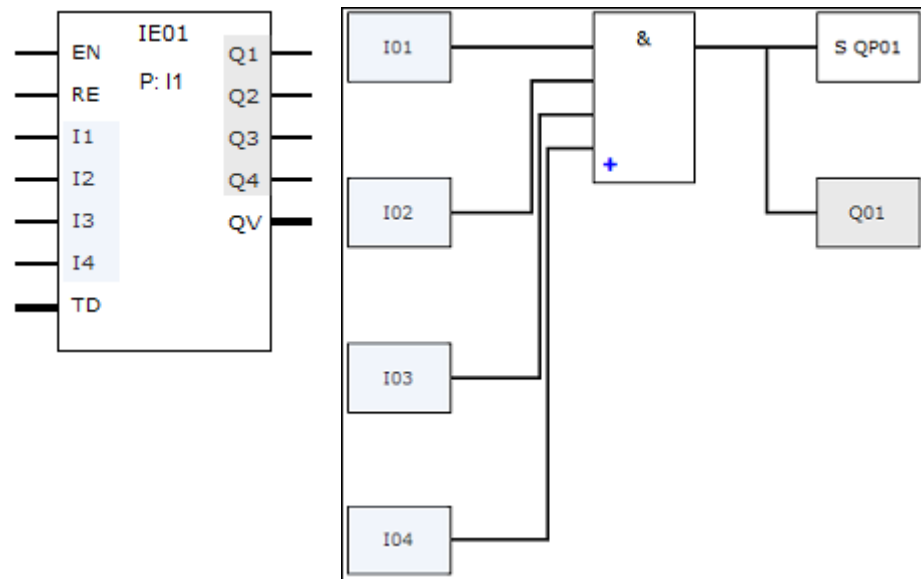 IE01
P: I1
EN
RE
I1
I2
I3
I4
TD
Q1
Q2
Q3
Q4
QV
I01
I02
I03
I04
&
+
S QP01
Q01